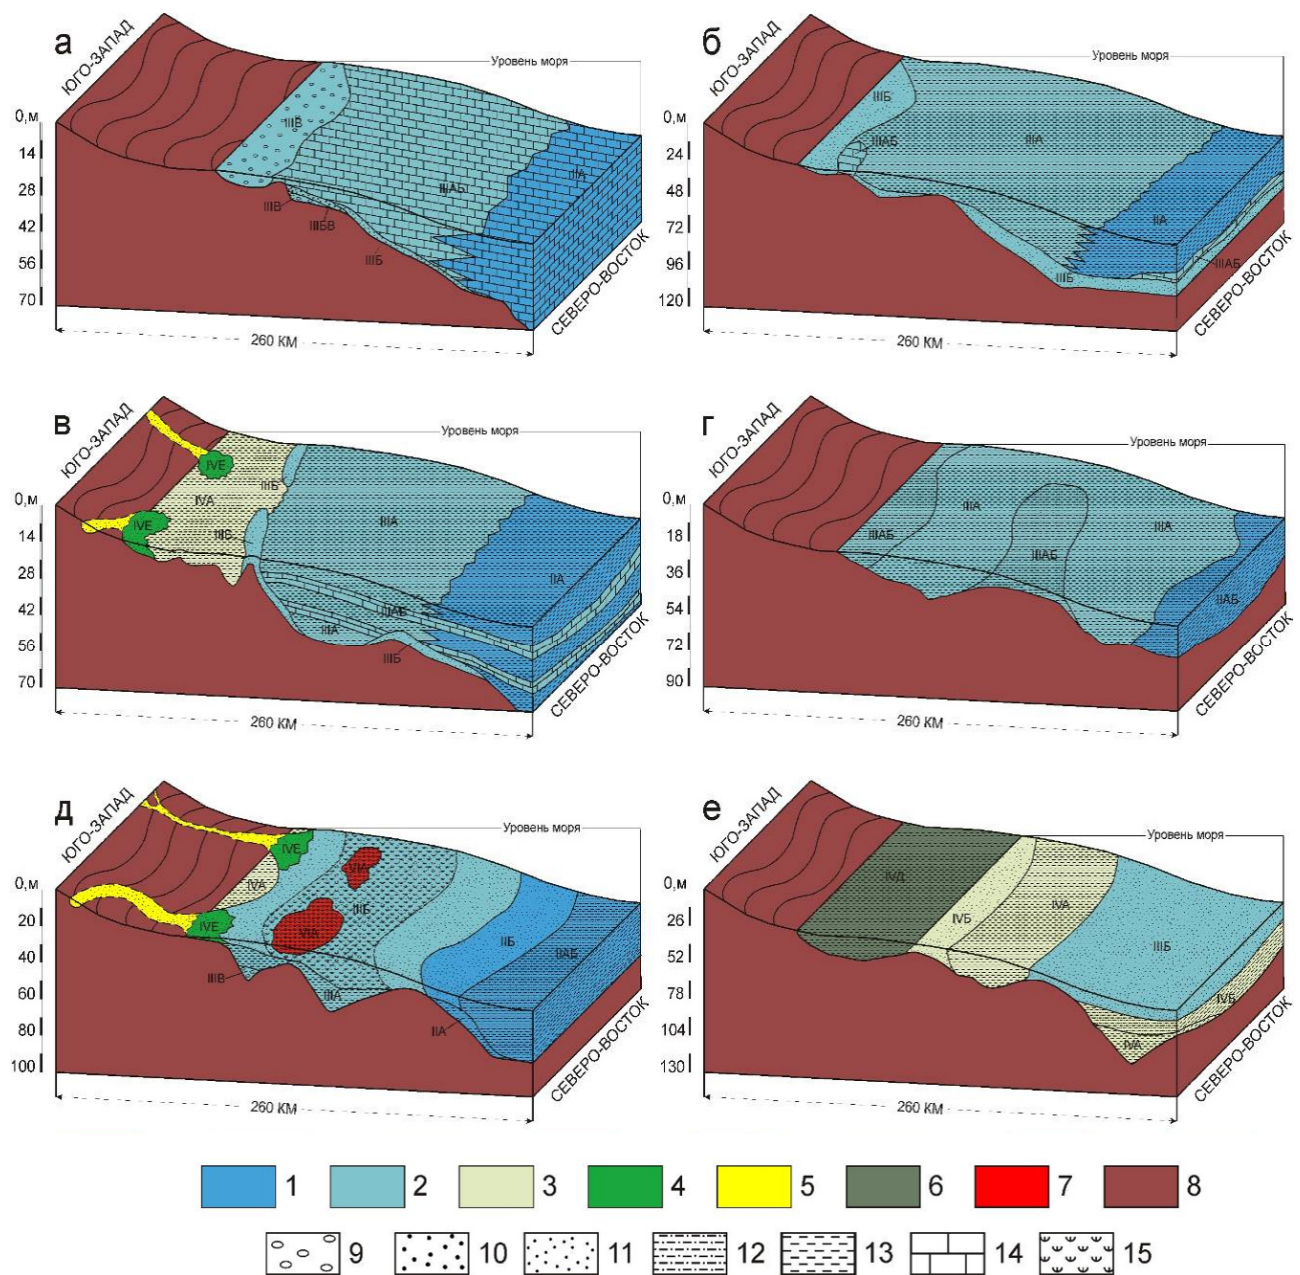 а
ЮГО-ЗАПАД
Уровень моря
0,м
14
28
42
56
70
IIIВ
IIIАБ
IIА
IIIВ
IIIБВ
IIIБ
260 КМ
СЕВЕРО-ВОСТОК
б
ЮГО-ЗАПАД
Уровень моря
0,м
24
48
72
96
120
IIIБ
IIIАБ
IIIА
IIА
IIIАБ
IIIБ
260 КМ
СЕВЕРО-ВОСТОК
в
ЮГО-ЗАПАД
Уровень моря
0,м
14
28
42
56
70
IVЕ
IVЕ
IVА
IIIБ
IIIВ
IIIА
IIА
IIIАБ
IIIА
IIIБ
260 КМ
СЕВЕРО-ВОСТОК
г
ЮГО-ЗАПАД
Уровень моря
0,м
18
36
54
72
90
IIIА
IIIАБ
IIIАБ
IIIА
IIАБ
260 КМ
СЕВЕРО-ВОСТОК
д
ЮГО-ЗАПАД
Уровень моря
0,м
20
40
60
80
100
IVЕ
IVА
IVЕ
VIА
IIIБ
VIА
IIБ
IIАБ
IIIВ
IIIА
IIА
260 КМ
СЕВЕРО-ВОСТОК
е
ЮГО-ЗАПАД
Уровень моря
0,м
26
52
78
104
130
IVД
IVБ
IVА
IIIБ
IVБ
IVА
260 КМ
СЕВЕРО-ВОСТОК
1 2 3 4 5 6 7 8
9 10 11 12 13 14 15